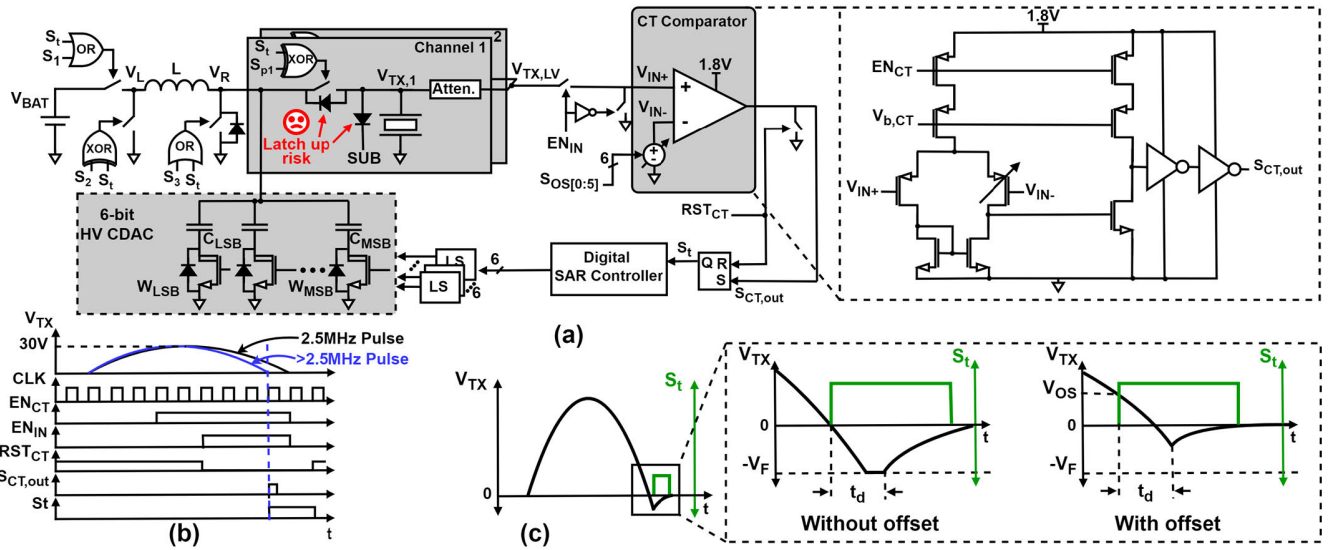 S_t
S_1
OR
V_BAT
V_L
L
V_R
XOR
S_2 S_t
OR
S_3 S_t
2
Channel 1
S_t
S_p1
XOR
V_TX,1
Atten.
Latch up
risk
SUB
V_TX,LV
EN_IN
CT Comparator
1.8V
V_IN+
+
V_IN-
-
6
S_OS[0:5]
RST_CT
1.8V
EN_CT
V_b,CT
V_IN+
V_IN-
S_CT,out
6-bit
HV CDAC
C_LSB
C_MSB
W_LSB
W_MSB
LS
LS
6
6
Digital
SAR Controller
S_t
Q R
S
S_CT,out
(a)
V_TX
30V
2.5MHz Pulse
>2.5MHz Pulse
CLK
EN_CT
EN_IN
RST_CT
S_CT,out
St
t
(b)
V_TX
S_t
0
t
(c)
V_TX
S_t
0
t
-V_F
t_d
Without offset
V_TX
S_t
V_OS
0
t
-V_F
t_d
With offset